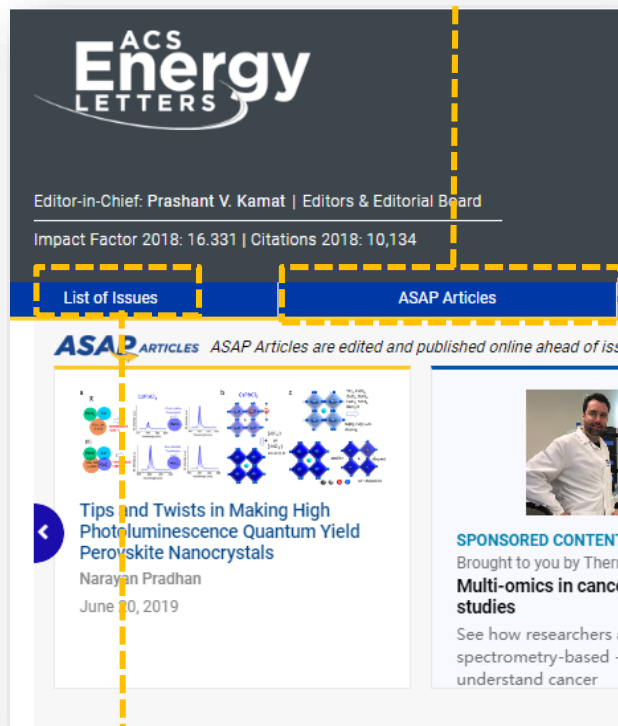 ACS
Energy
LETTERS
Editor-in-Chief: Prashant V. Kamat | Editors & Editorial Board
Impact Factor 2018: 16.331 | Citations 2018: 10,134
List of Issues
ASAP Articles
ASAP ARTICLES ASAP Articles are edited and published online ahead of iss
Tips and Twists in Making High
Photoluminescence Quantum Yield
Perovskite Nanocrystals
Narayan Pradhan
June 20, 2019
SPONSORED CONTENT
Brought to you by Ther
Multi-omics in cance
studies
See how researchers
spectrometry-based -
understand cancer